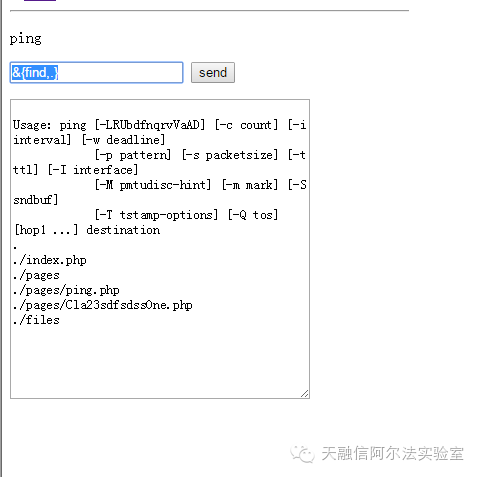 ping
&{find,.}
send
Usage: ping [-LRUbdfnqrvVaAD] [-c count] [-i
interval] [-w deadline]
[-p pattern] [-s packetsize] [-t
ttl] [-I interface]
[-M pmtudisc-hint] [-m mark] [-S
sndbuf]
[-T tstamp-options] [-Q tos]
[hop1 ...] destination
.
./index.php
./pages
./pages/ping.php
./pages/Cla23sdfsdssOne.php
./files
天融信阿尔法实验室